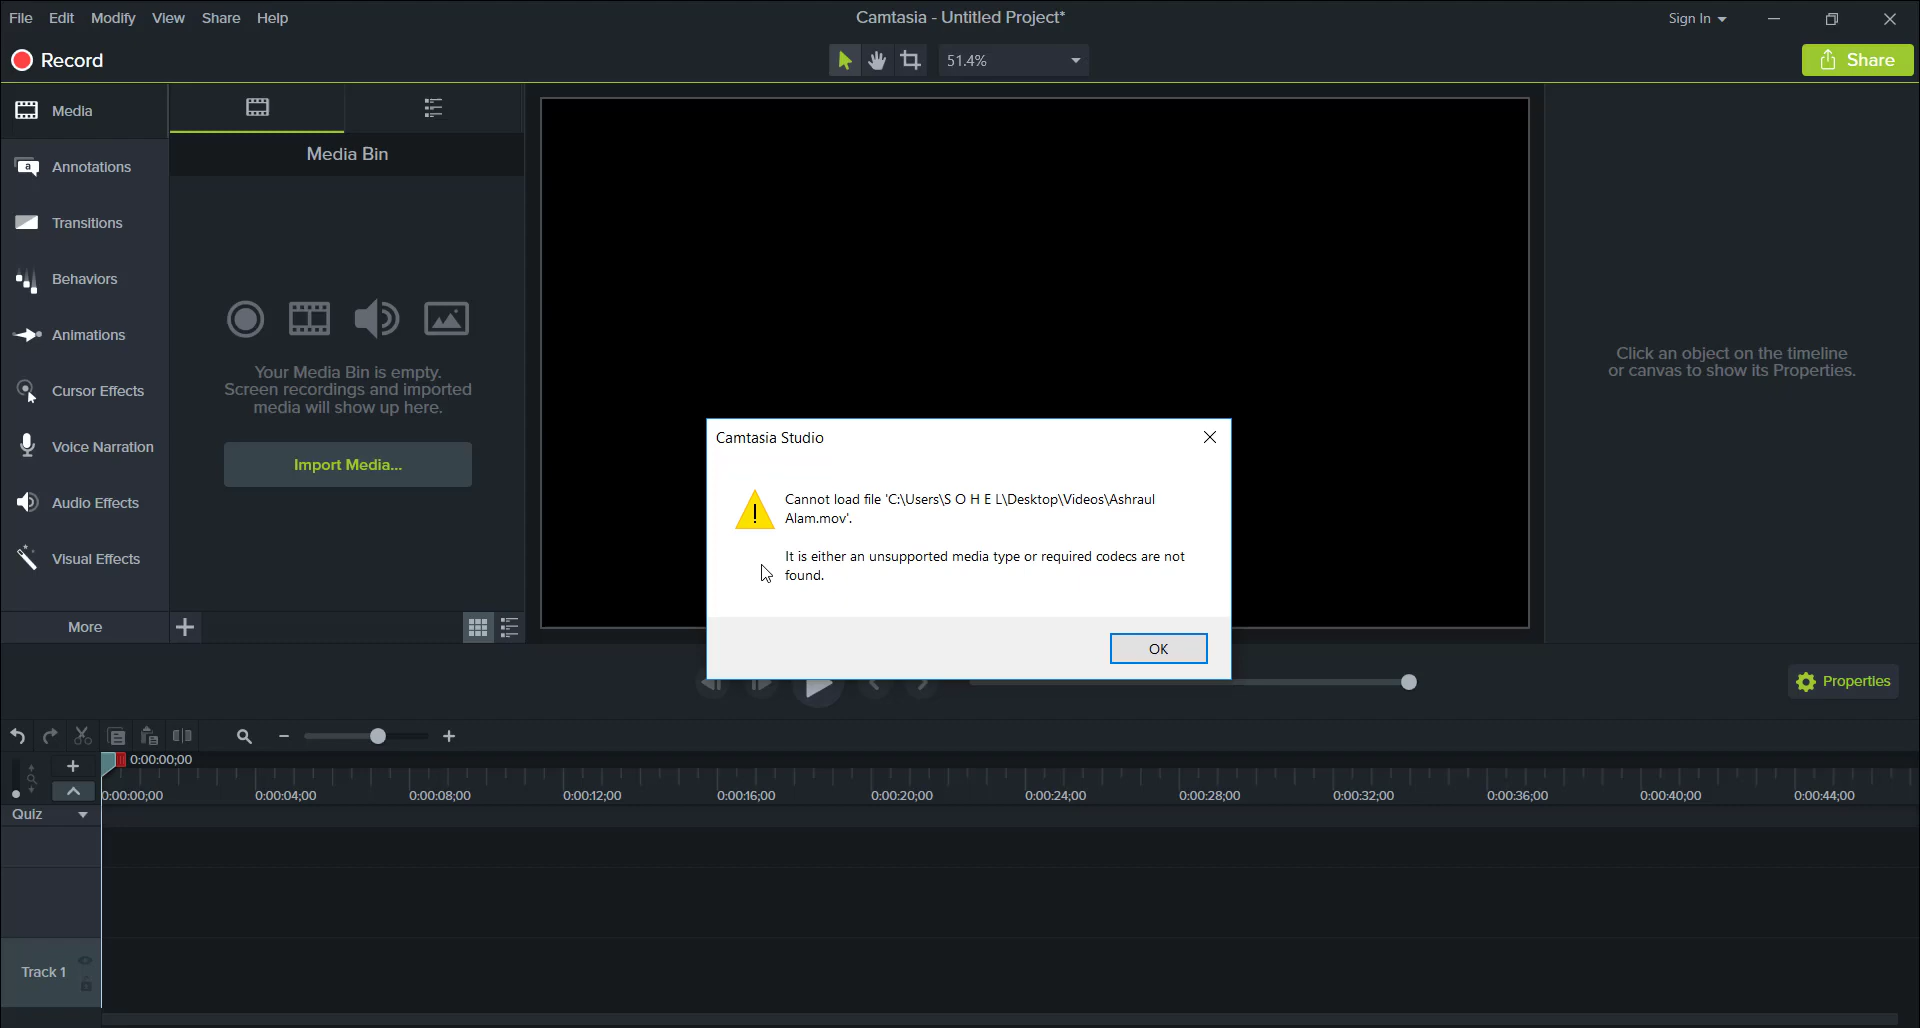 File Edit Modify View Share Help
Camtasia - Untitled Project*
Sign In
Record
51.4%
Share
Media
Annotations
Transitions
Behaviors
Animations
Cursor Effects
Voice Narration
Audio Effects
Visual Effects
More
Media Bin
Your Media Bin is empty.
Screen recordings and imported
media will show up here.
Import Media...
Click an object on the timeline
or canvas to show its Properties.
Camtasia Studio
Cannot load file 'C:\Users\S O H E L\Desktop\Videos\Ashraul
Alam.mov'.
It is either an unsupported media type or required codecs are not
found.
OK
Properties
0:00:00;00
0:00:00;00 0:00:04;00 0:00:08;00 0:00:12;00 0:00:16;00 0:00:20;00 0:00:24;00 0:00:28;00 0:00:32;00 0:00:36;00 0:00:40;00 0:00:44;00
Quiz
Track 1